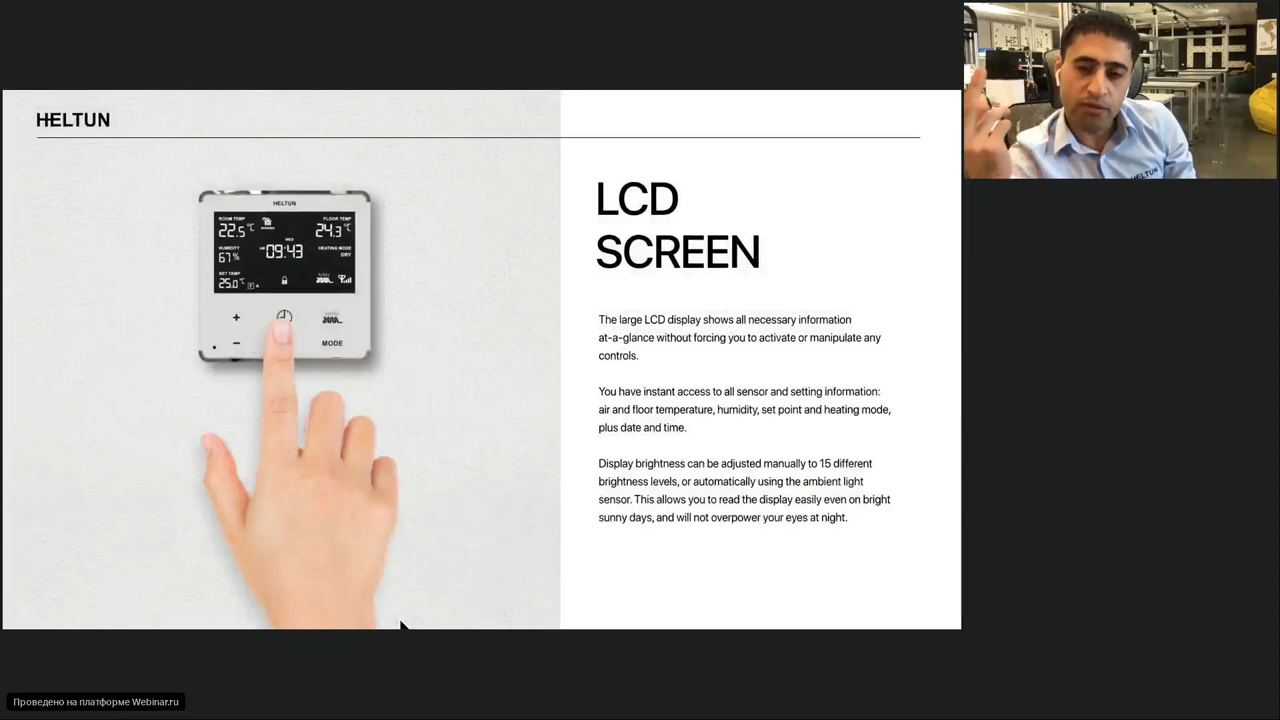 HELTUN
HELTUN
ROOM TEMP
22.5°C
FLOOR TEMP
24.3°C
WED
HUMIDITY
67%
AM 09:43
HEATING MODE
DRY
SET TEMP
25.0°C
F A
+
-
MODE
LCD
SCREEN
The large LCD display shows all necessary information
at-a-glance without forcing you to activate or manipulate any
controls.
You have instant access to all sensor and setting information:
air and floor temperature, humidity, set point and heating mode,
plus date and time.
Display brightness can be adjusted manually to 15 different
brightness levels, or automatically using the ambient light
sensor. This allows you to read the display easily even on bright
sunny days, and will not overpower your eyes at night.
HELTUN
HELTUN
Проведено на платформе Webinar.ru